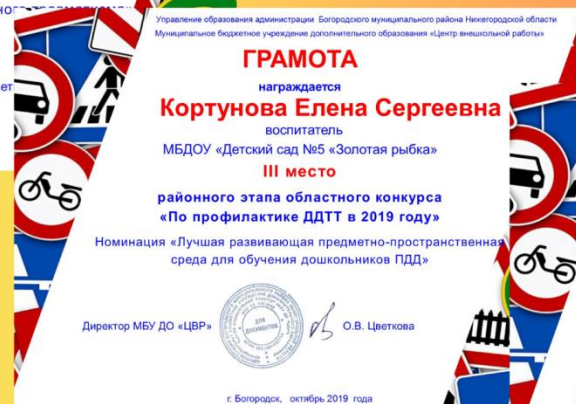 Управление образования администрации Богородского муниципального района Нижегородской области
Муниципальное бюджетное учреждение дополнительного образования «Центр внешкольной работы»
ГРАМОТА
награждается
Кортунова Елена Сергеевна
воспитатель
МБДОУ «Детский сад №5 «Золотая рыбка»
III место
районного этапа областного конкурса
«По профилактике ДДТТ в 2019 году»
Номинация «Лучшая развивающая предметно-пространственная
среда для обучения дошкольников ПДД»
ДЛЯ
ДОКУМЕНТОВ
Директор МБУ ДО «ЦВР» О.В. Цветкова
г. Богородск, октябрь 2019 года